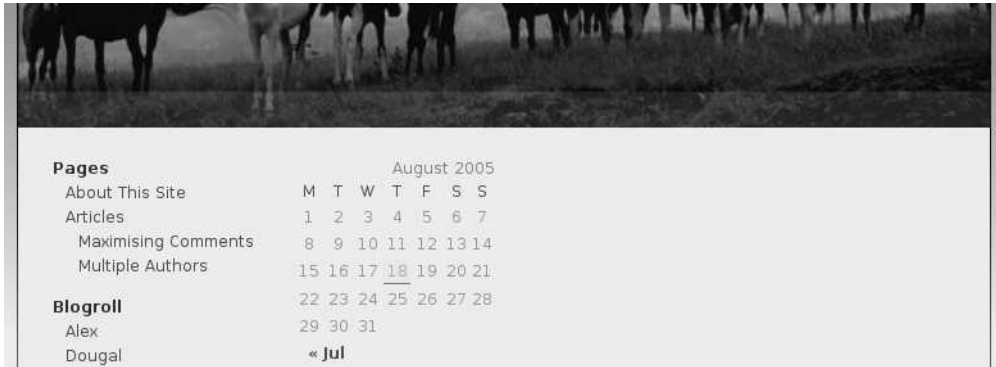 Pages
About This Site
Articles
Maximising Comments
Multiple Authors
Blogroll
Alex
Dougal
August 2005
M T W T F S S
1 2 3 4 5 6 7
8 9 10 11 12 13 14
15 16 17 18 19 20 21
22 23 24 25 26 27 28
29 30 31
« Jul